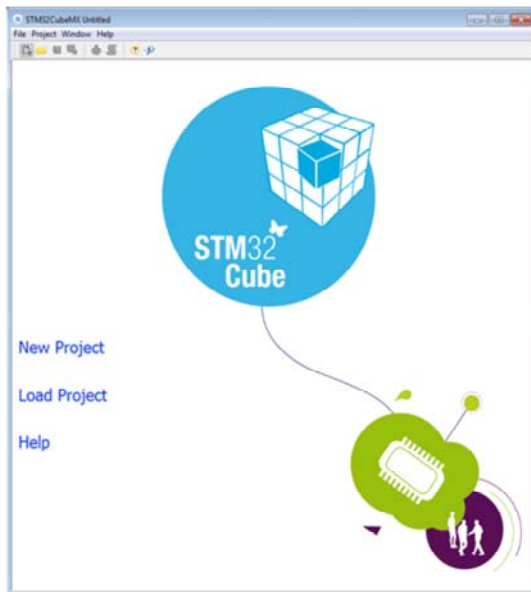 STM32CubeMX Untitled
File Project Window Help
STM32
Cube
New Project
Load Project
Help